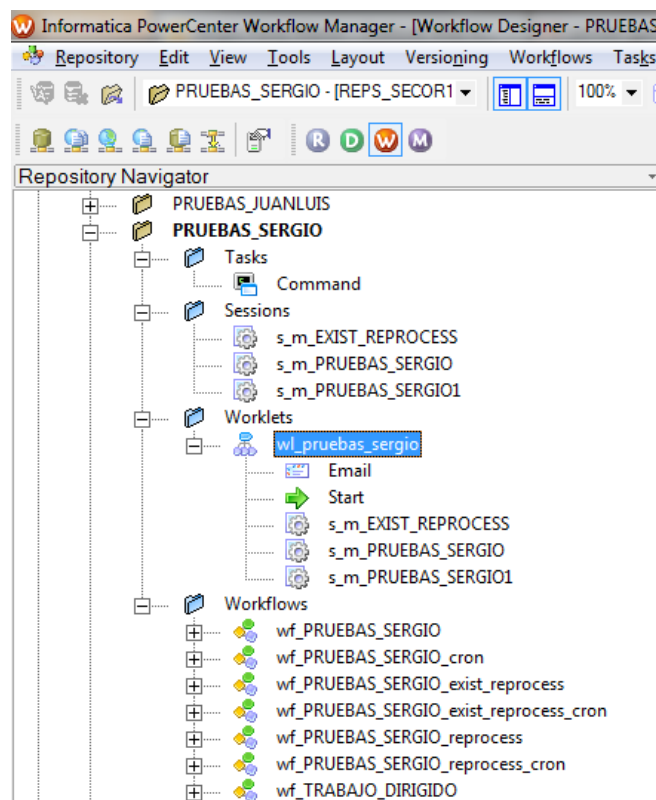 Informatica PowerCenter Workflow Manager - [Workflow Designer - PRUEBAS
Repository Edit View Tools Layout Versioning Workflows Tasks
PRUEBAS_SERGIO - [REPS_SECOR1 100%
R D W M
Repository Navigator
PRUEBAS_JUANLUIS
PRUEBAS_SERGIO
Tasks
Command
Sessions
s_m_EXIST_REPROCESS
s_m_PRUEBAS_SERGIO
s_m_PRUEBAS_SERGIO1
Worklets
wl_pruebas_sergio
Email
Start
s_m_EXIST_REPROCESS
s_m_PRUEBAS_SERGIO
s_m_PRUEBAS_SERGIO1
Workflows
wf_PRUEBAS_SERGIO
wf_PRUEBAS_SERGIO_cron
wf_PRUEBAS_SERGIO_exist_reprocess
wf_PRUEBAS_SERGIO_exist_reprocess_cron
wf_PRUEBAS_SERGIO_reprocess
wf_PRUEBAS_SERGIO_reprocess_cron
wf_TRABAJO_DIRIGIDO